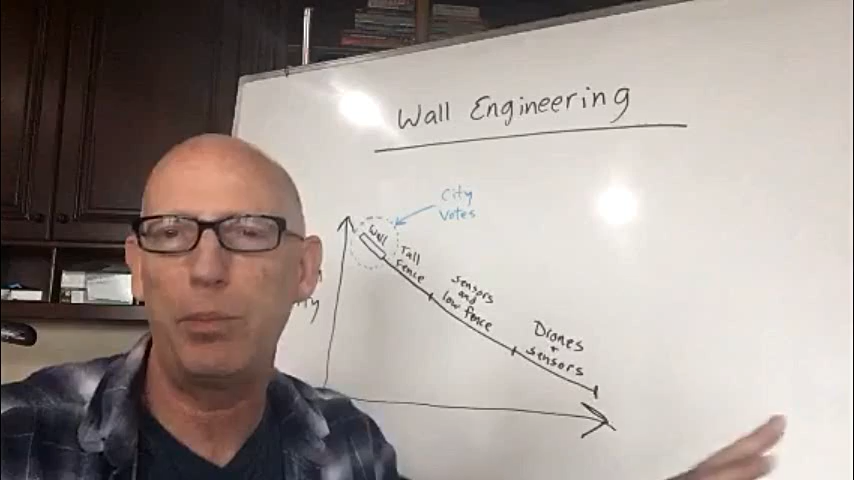 Wall Engineering
City
Votes
Wall
Tall
fence
sensors
and
low fence
Drones
+
sensors